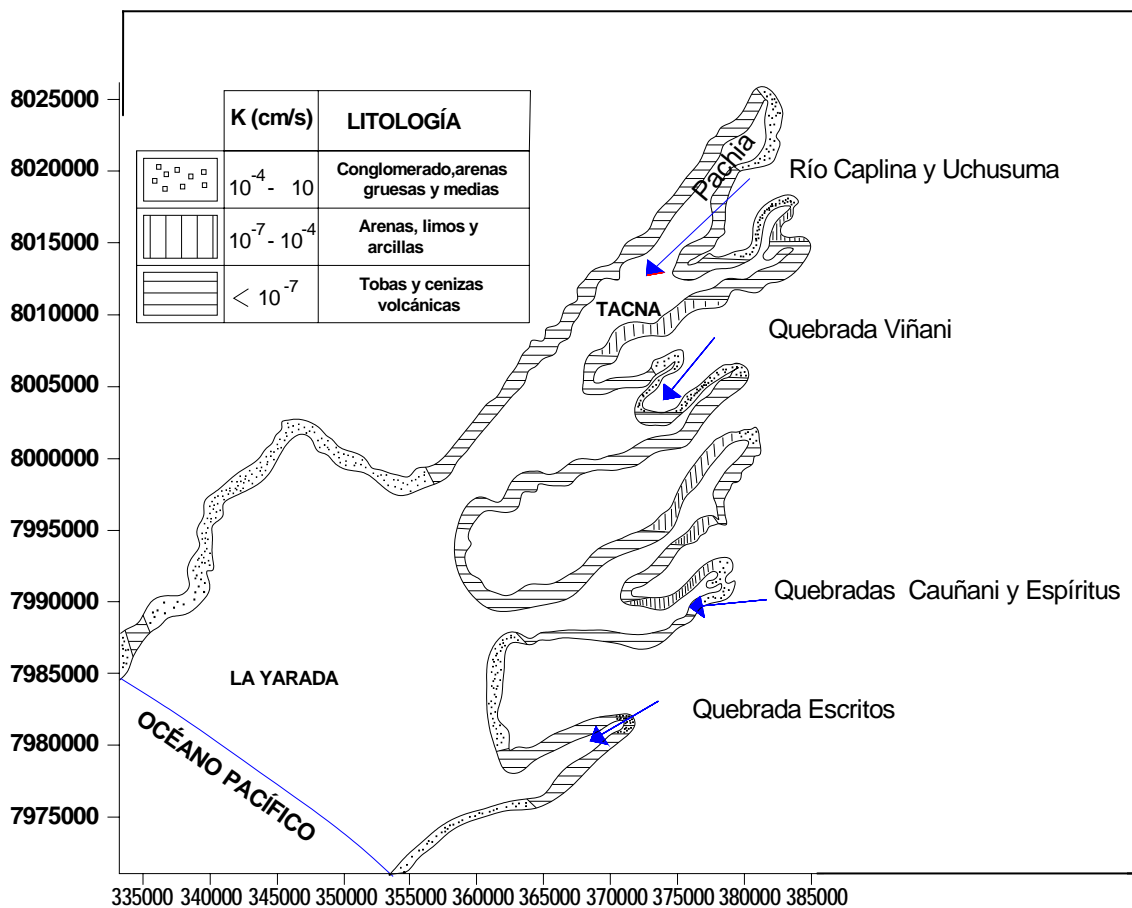 8025000
8020000
8015000
8010000
8005000
8000000
7995000
7990000
7985000
7980000
7975000
K (cm/s) LITOLOGÍA
10-4 - 10 Conglomerado,arenas
gruesas y medias
10-7 - 10-4 Arenas, limos y
arcillas
< 10-7 Tobas y cenizas
volcánicas
Pachia
Río Caplina y Uchusuma
TACNA
Quebrada Viñani
Quebradas Cauñani y Espíritus
LA YARADA
Quebrada Escritos
OCÉANO PACÍFICO
335000 340000 345000 350000 355000 360000 365000 370000 375000 380000 385000